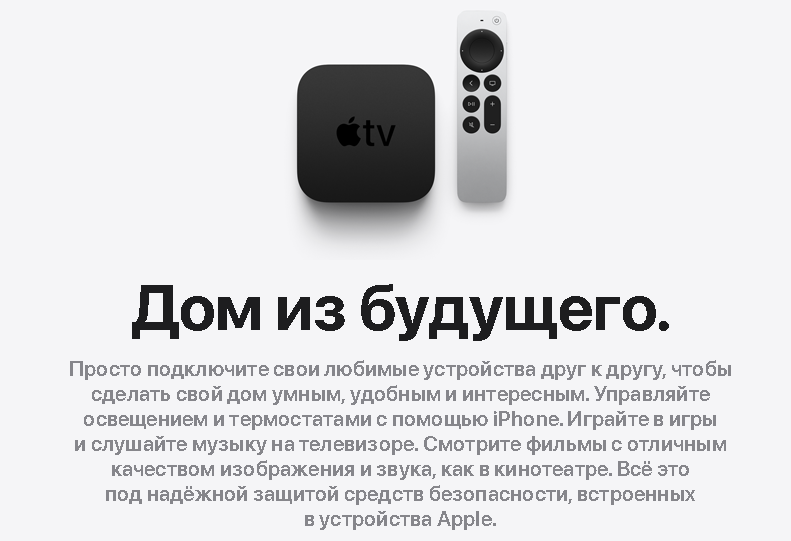 tv
Дом из будущего.
Просто подключите свои любимые устройства друг к другу, чтобы
сделать свой дом умным, удобным и интересным. Управляйте
освещением и термостатами с помощью iPhone. Играйте в игры
и слушайте музыку на телевизоре. Смотрите фильмы с отличным
качеством изображения и звука, как в кинотеатре. Всё это
под надёжной защитой средств безопасности, встроенных
в устройства Apple.